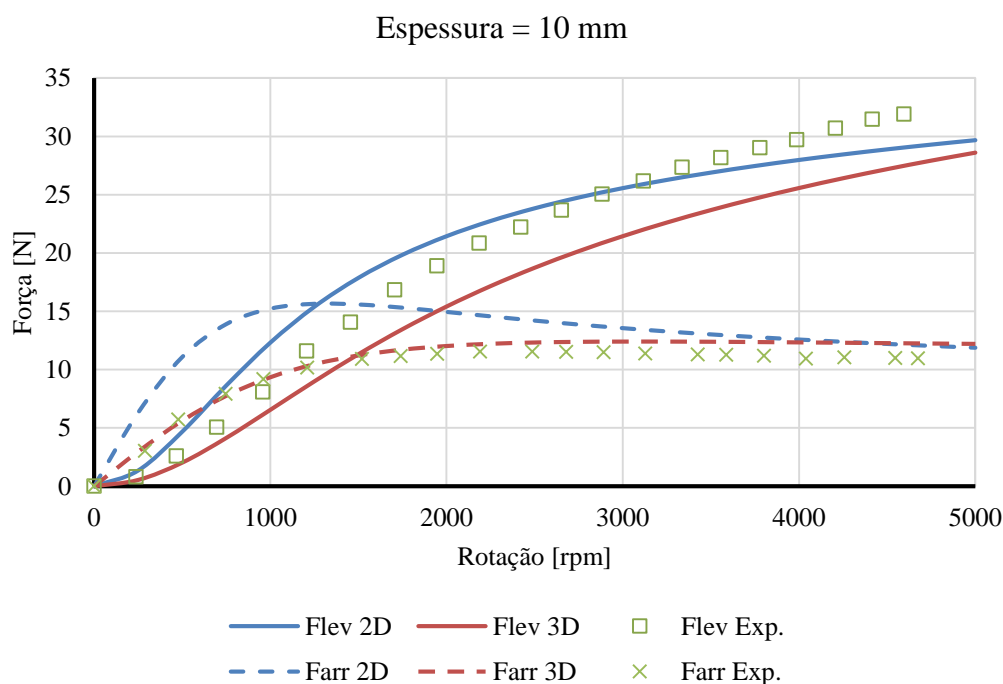 Espessura = 10 mm
35
30
25
20
15
10
5
0
Força [N]
0 1000 2000 3000 4000 5000
Rotação [rpm]
Flev 2D Flev 3D Flev Exp.
Farr 2D Farr 3D Farr Exp.